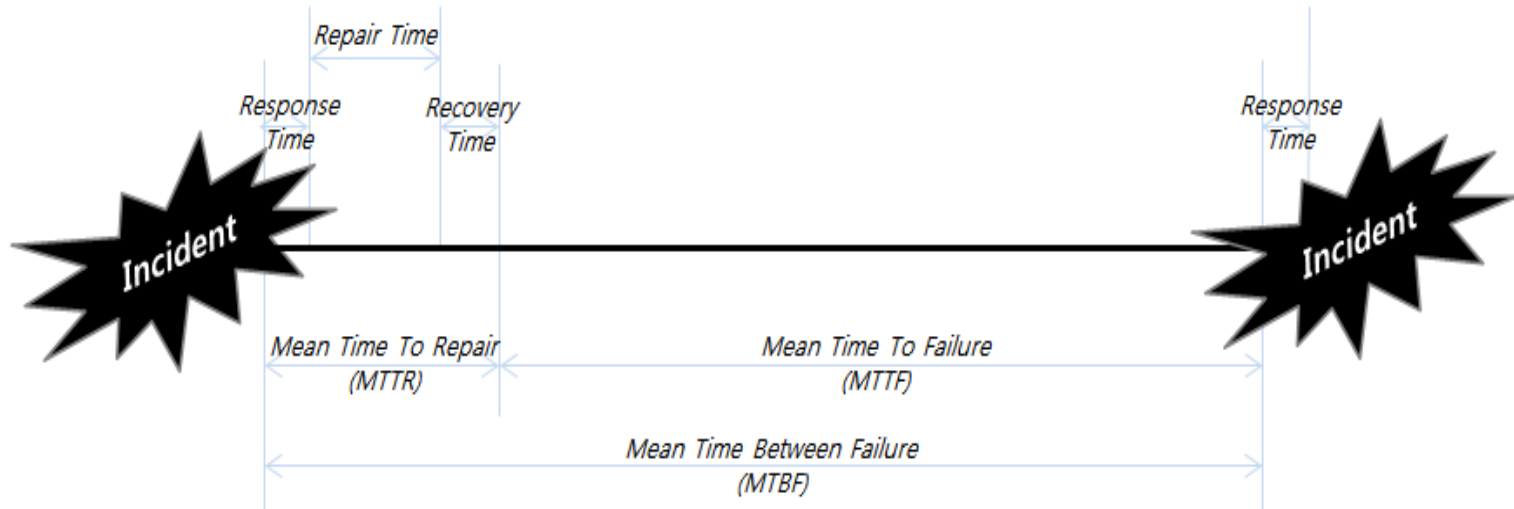 Repair Time
Response
Time
Recovery
Time
Response
Time
Incident
Incident
Mean Time To Repair
(MTTR)
Mean Time To Failure
(MTTF)
Mean Time Between Failure
(MTBF)